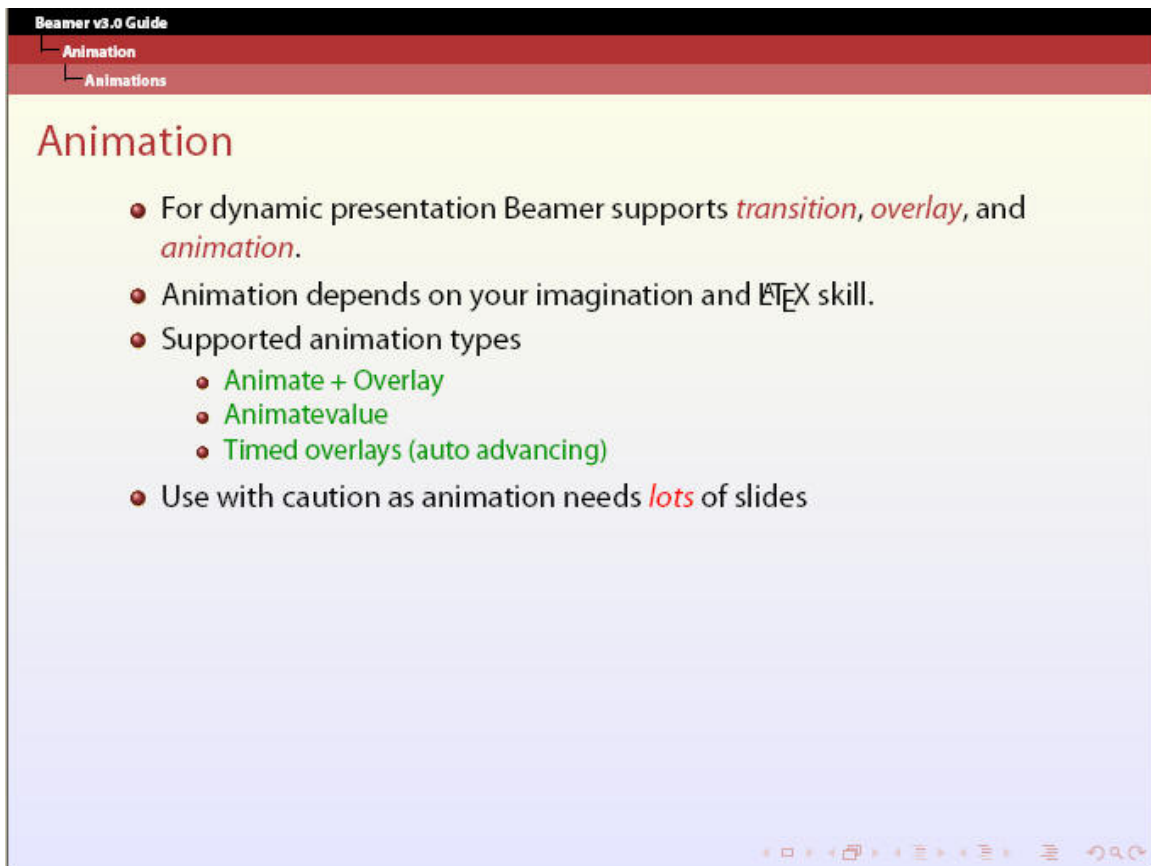 Beamer v3.0 Guide
Animation
Animations
Animation
For dynamic presentation Beamer supports transition, overlay, and
animation.
Animation depends on your imagination and LATEX skill.
Supported animation types
Animate + Overlay
Animatevalue
Timed overlays (auto advancing)
Use with caution as animation needs lots of slides